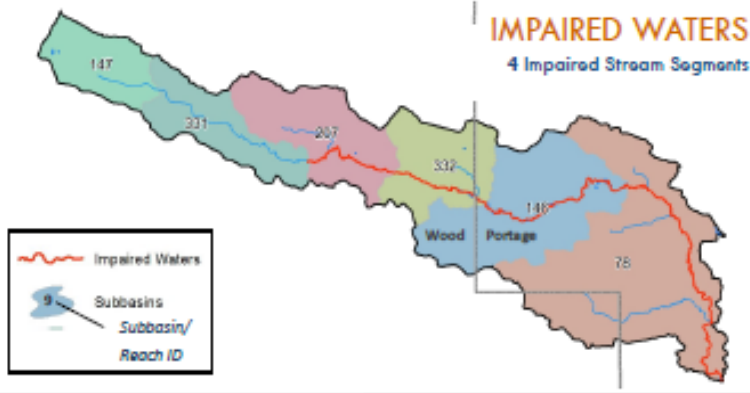 IMPAIRED WATERS
4 Impaired Stream Segments
147
331
207
332
146
Wood Portage
78
Impaired Waters
9 Subbasins
Subbasin/
Reach ID